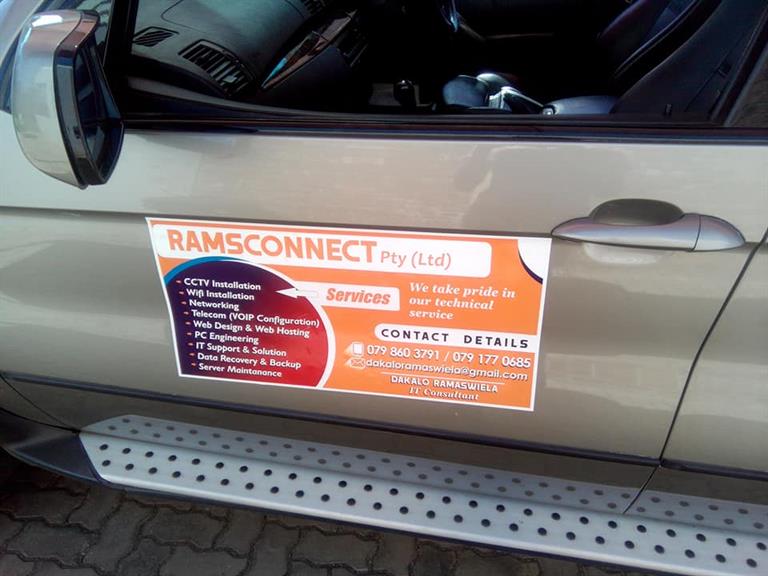 RAMSCONNECT Pty (Ltd)
CCTV Installation
Wifi Installation
Networking
Telecom (VOIP Configuration)
Web Design & Web Hosting
PC Engineering
IT Support & Solution
Data Recovery & Backup
Server Maintanance
Services
We take pride in
our technical
service
CONTACT DETAILS
079 860 3791 / 079 177 0685
dakaloramaswiela@gmail.com
DAKALO RAMASWIELA
IT Consultant